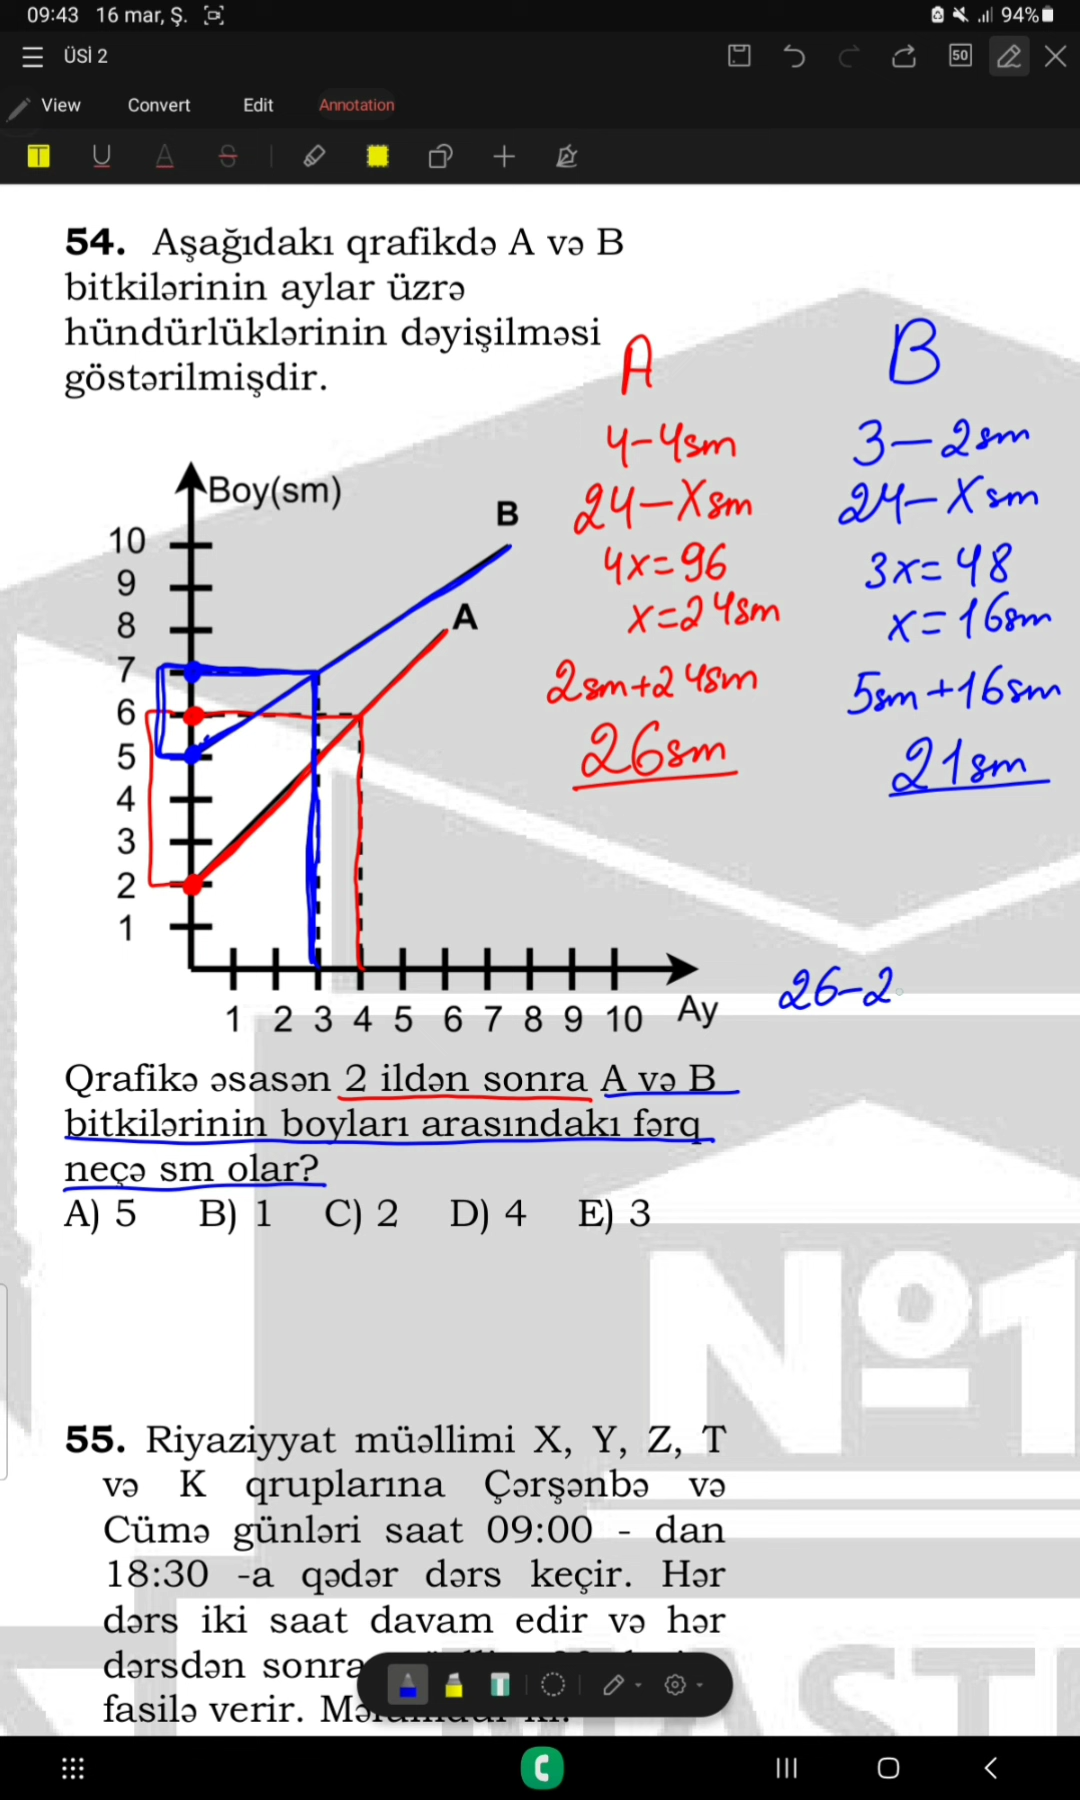 09:43 16 mar, Ş. 94%
ÜSİ 2 50
View Convert Edit Annotation
T U A S
54. Aşağıdakı qrafikdə A və B
bitkilərinin aylar üzrə
hündürlüklərinin dəyişilməsi
göstərilmişdir.
A
4-4sm
24-Xsm
4x=96
x=24sm
2sm+24sm
26sm
B
3-2sm
24-Xsm
3x=48
x=16sm
5sm+16sm
21sm
26-2
Boy(sm)
B
A
10
9
8
7
6
5
4
3
2
1
1 2 3 4 5 6 7 8 9 10 Ay
Qrafikə əsasən 2 ildən sonra A və B
bitkilərinin boyları arasındakı fərq
neçə sm olar?
A) 5 B) 1 C) 2 D) 4 E) 3
Nº1
55. Riyaziyyat müəllimi X, Y, Z, T
və K qruplarına Çərşənbə və
Cümə günləri saat 09:00 - dan
18:30 -a qədər dərs keçir. Hər
dərs iki saat davam edir və hər
dərsdən sonra
fasilə verir.